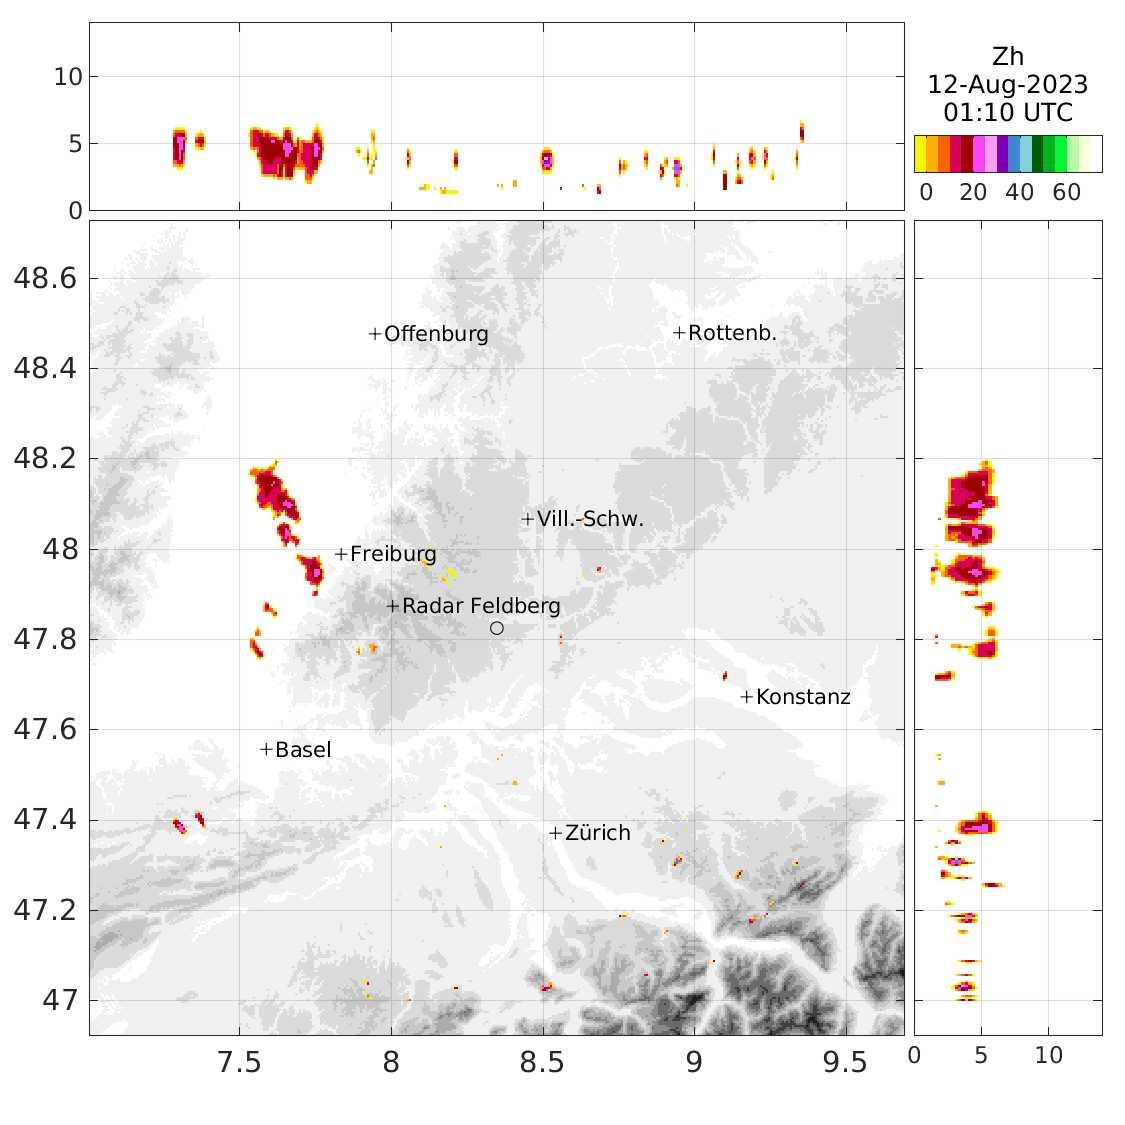 10
5
0
Zh
12-Aug-2023
01:10 UTC
0 20 40 60
48.6
48.4
48.2
48
47.8
47.6
47.4
47.2
47
Offenburg
Rottenb.
Vill.-Schw.
Freiburg
Radar Feldberg
Konstanz
Basel
Zürich
7.5 8 8.5 9 9.5
0 5 10